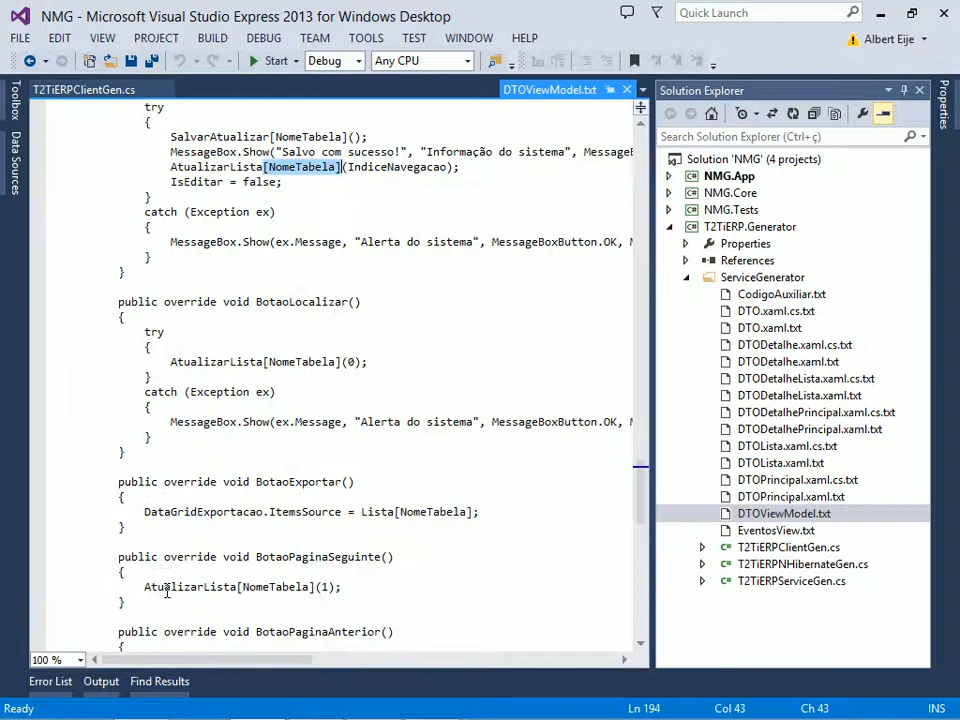 NMG - Microsoft Visual Studio Express 2013 for Windows Desktop
Quick Launch
FILE EDIT VIEW PROJECT BUILD DEBUG TEAM TOOLS TEST WINDOW HELP
Albert Eije
Start Debug Any CPU
Toolbox
Data Sources
T2TiERPClientGen.cs
DTOViewModel.txt
try
{
SalvarAtualizar[NomeTabela]();
MessageBox.Show("Salvo com sucesso!", "Informação do sistema", MessageB
AtualizarLista[NomeTabela](IndiceNavegacao);
IsEditar = false;
}
catch (Exception ex)
{
MessageBox.Show(ex.Message, "Alerta do sistema", MessageBoxButton.OK, M
}
}
public override void BotaoLocalizar()
{
try
{
AtualizarLista[NomeTabela](0);
}
catch (Exception ex)
{
MessageBox.Show(ex.Message, "Alerta do sistema", MessageBoxButton.OK, M
}
}
public override void BotaoExportar()
{
DataGridExportacao.ItemsSource = Lista[NomeTabela];
}
public override void BotaoPaginaSeguinte()
{
AtualizarLista[NomeTabela](1);
}
public override void BotaoPaginaAnterior()
{
100 %
Solution Explorer
Search Solution Explorer (Ctrl+ç)
Solution 'NMG' (4 projects)
NMG.App
NMG.Core
NMG.Tests
T2TiERP.Generator
Properties
References
ServiceGenerator
CodigoAuxiliar.txt
DTO.xaml.cs.txt
DTO.xaml.txt
DTODetalhe.xaml.cs.txt
DTODetalhe.xaml.txt
DTODetalheLista.xaml.cs.txt
DTODetalheLista.xaml.txt
DTODetalhePrincipal.xaml.cs.txt
DTODetalhePrincipal.xaml.txt
DTOLista.xaml.cs.txt
DTOLista.xaml.txt
DTOPrincipal.xaml.cs.txt
DTOPrincipal.xaml.txt
DTOViewModel.txt
EventosView.txt
T2TiERPClientGen.cs
T2TiERPNHibernateGen.cs
T2TiERPServiceGen.cs
Properties
Error List Output Find Results
Ready Ln 194 Col 43 Ch 43 INS